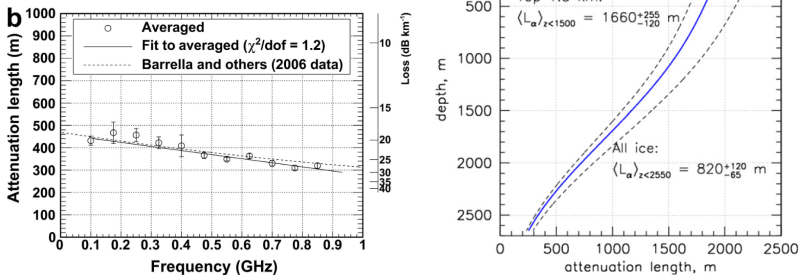 b
1000
900
800
700
600
500
400
300
200
100
0
Attenuation length (m)
Averaged
Fit to averaged (χ²/dof = 1.2)
Barrella and others (2006 data)
0 0.1 0.2 0.3 0.4 0.5 0.6 0.7 0.8 0.9 1
Frequency (GHz)
10
15
20
25
30
35
40
Loss (dB km⁻¹)
⟨Lα⟩z<1500 = 1660 +255 −120 m
All ice:
⟨Lα⟩z<2550 = 820 +120 −65 m
500
1000
1500
2000
2500
depth, m
0 500 1000 1500 2000 2500
attenuation length, m